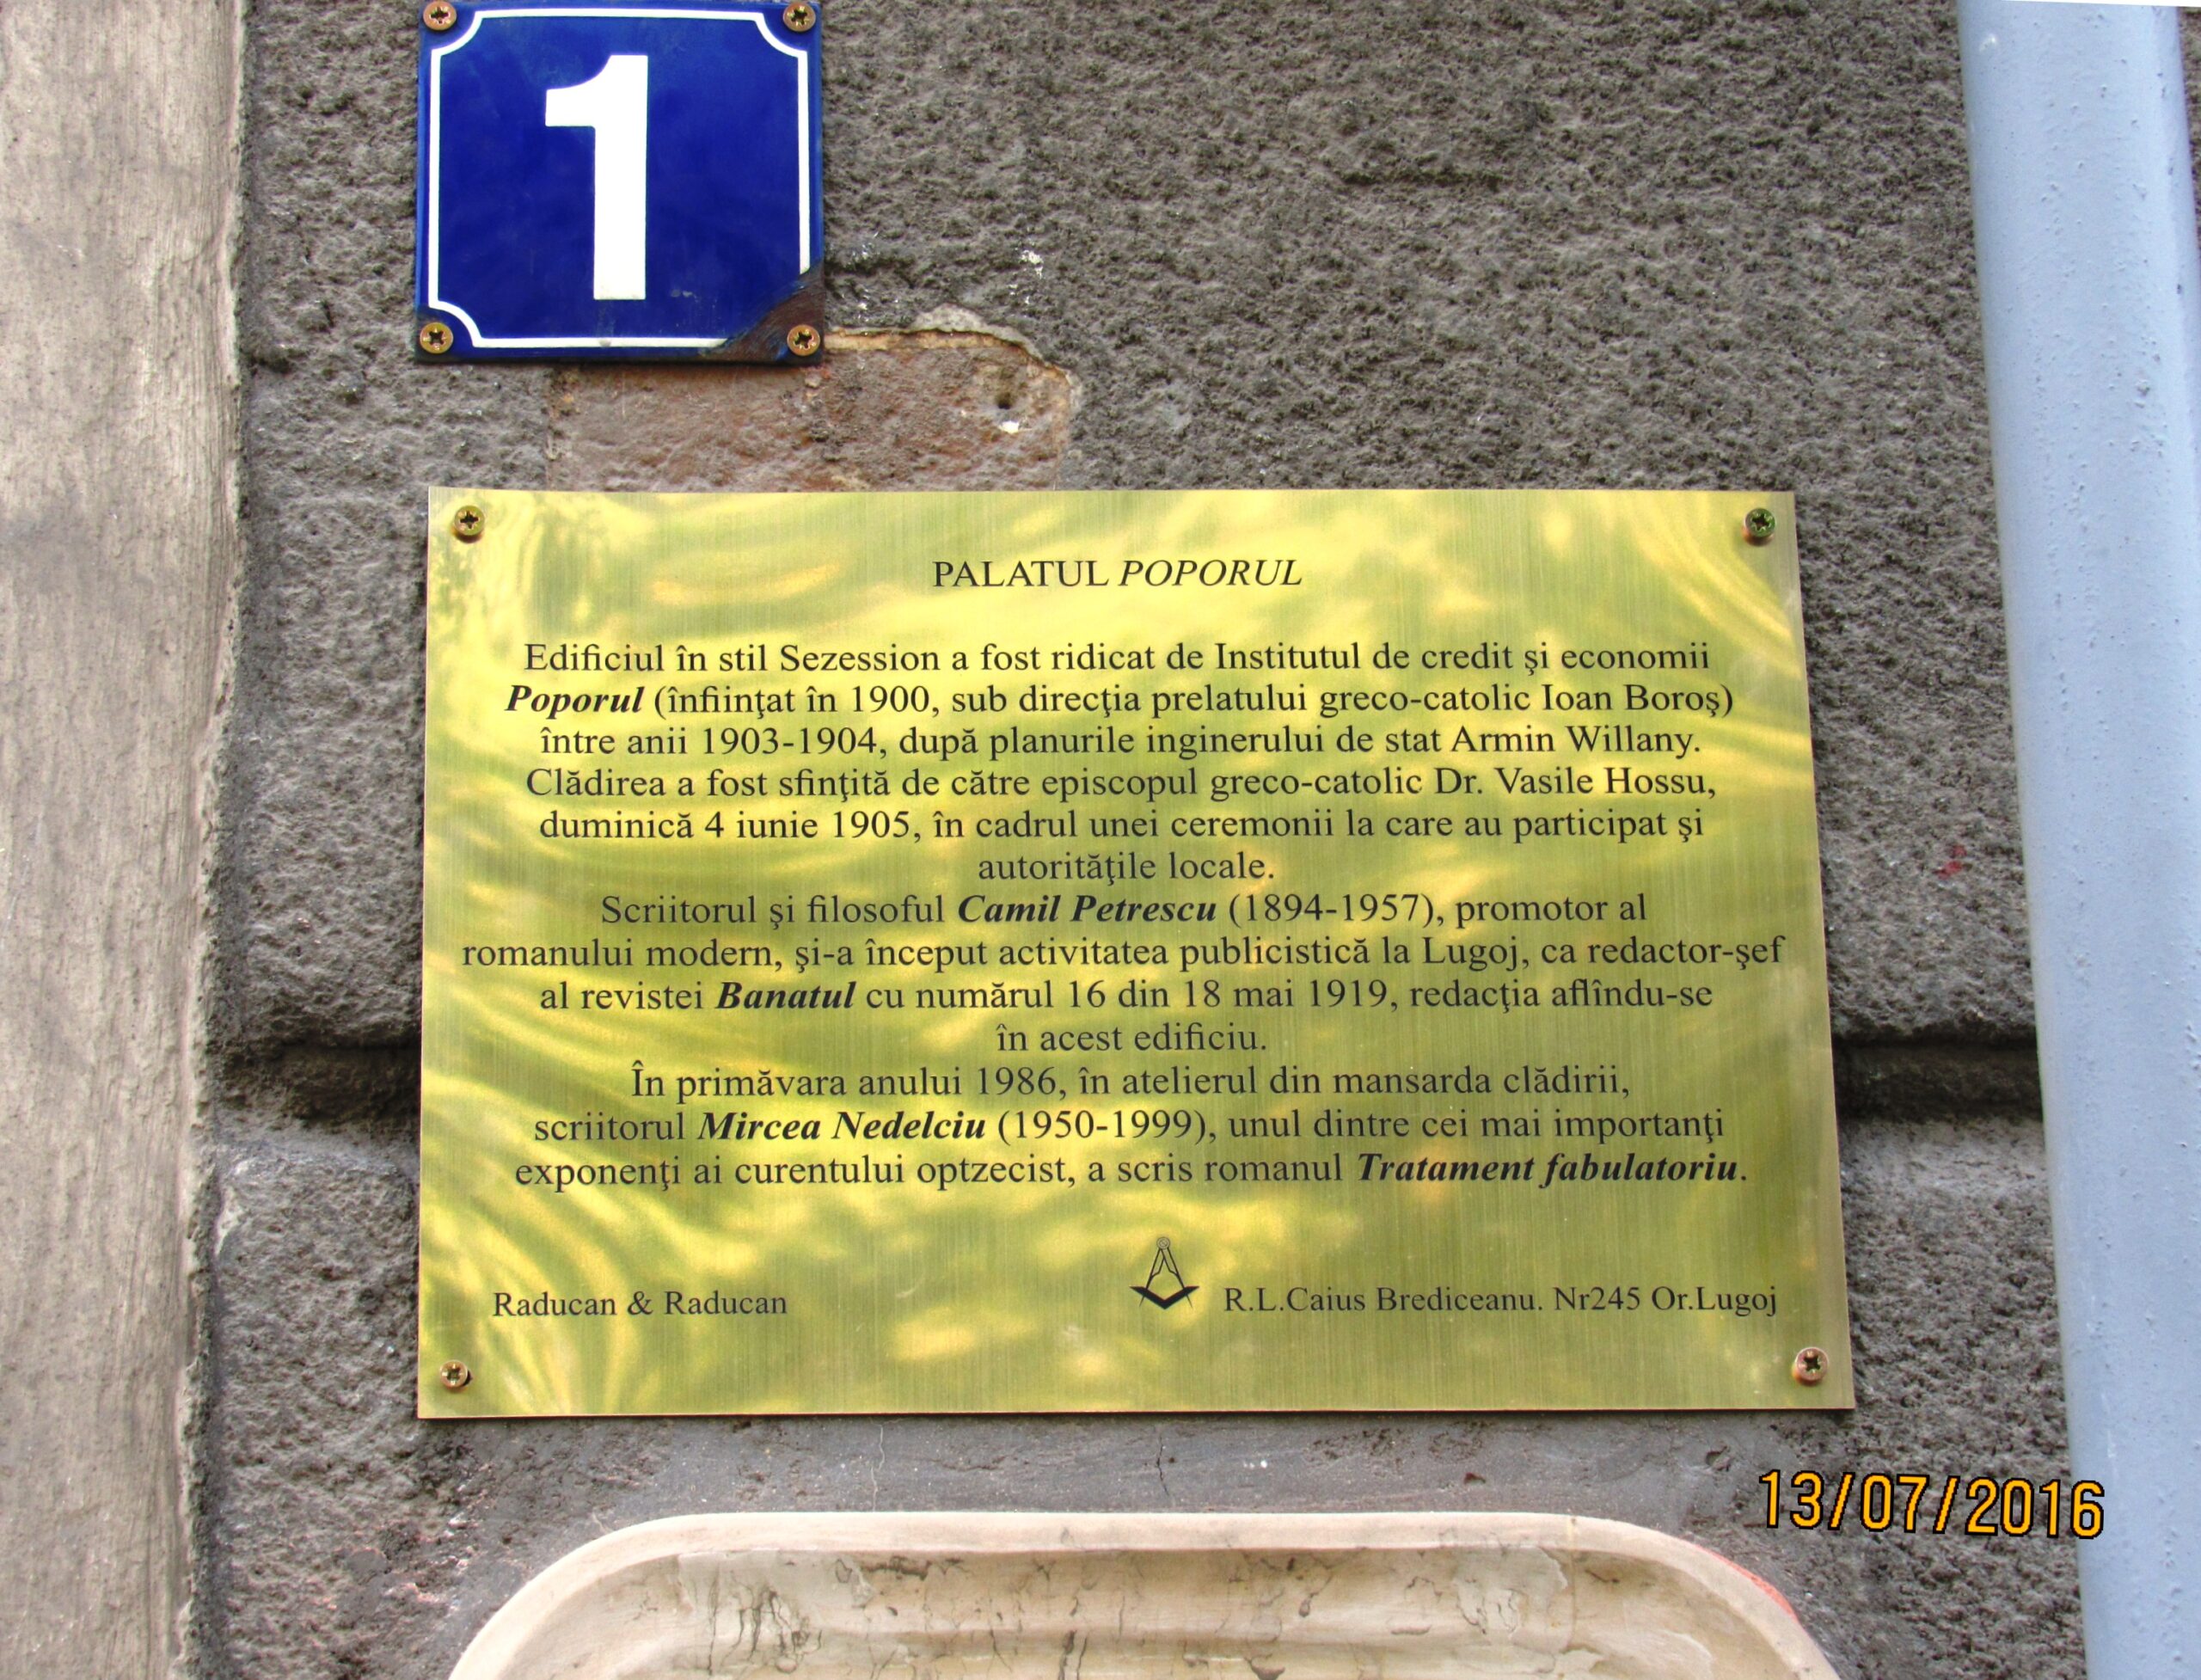 1
PALATUL POPORUL
Edificiul în stil Sezession a fost ridicat de Institutul de credit şi economii
Poporul (înfiinţat în 1900, sub direcţia prelatului greco-catolic Ioan Boroş)
între anii 1903-1904, după planurile inginerului de stat Armin Willany.
Clădirea a fost sfinţită de către episcopul greco-catolic Dr. Vasile Hossu,
duminică 4 iunie 1905, în cadrul unei ceremonii la care au participat şi
autorităţile locale.
Scriitorul şi filosoful Camil Petrescu (1894-1957), promotor al
romanului modern, şi-a început activitatea publicistică la Lugoj, ca redactor-şef
al revistei Banatul cu numărul 16 din 18 mai 1919, redacţia aflîndu-se
în acest edificiu.
În primăvara anului 1986, în atelierul din mansarda clădirii,
scriitorul Mircea Nedelciu (1950-1999), unul dintre cei mai importanţi
exponenţi ai curentului optzecist, a scris romanul Tratament fabulatoriu.
Raducan & Raducan
R.L.Caius Brediceanu. Nr245 Or.Lugoj
13/07/2016